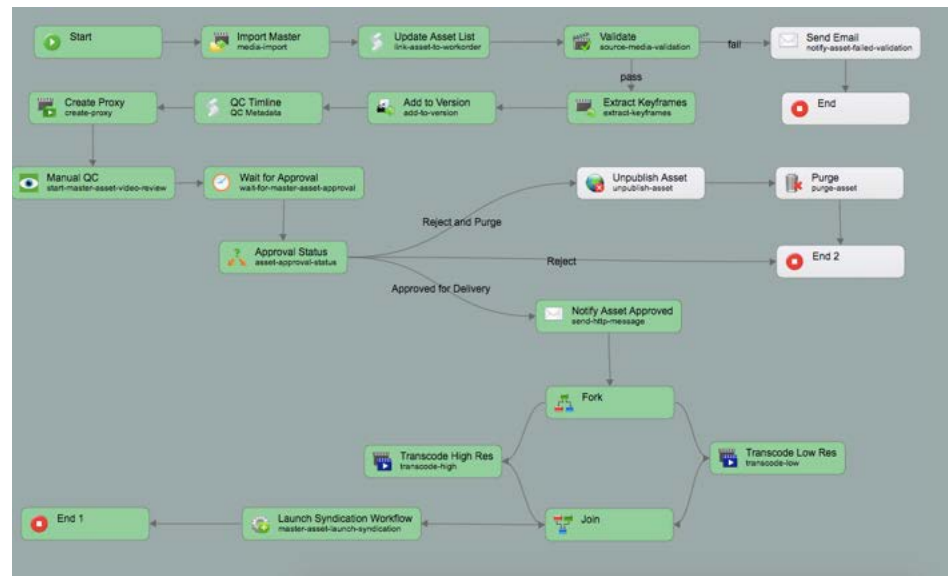 Start
Import Master
media-import
Update Asset List
link-asset-to-workorder
Validate
source-media-validation
fail
Send Email
notify-asset-failed-validation
pass
Create Proxy
create-proxy
QC Timline
QC Metadata
Add to Version
add-to-version
Extract Keyframes
extract-keyframes
End
Manual QC
start-master-asset-video-review
Wait for Approval
wait-for-master-asset-approval
Unpublish Asset
unpublish-asset
Purge
purge-asset
Reject and Purge
Approval Status
asset-approval-status
Reject
End 2
Approved for Delivery
Notify Asset Approved
send-http-message
Fork
Transcode High Res
transcode-high
Transcode Low Res
transcode-low
End 1
Launch Syndication Workflow
master-asset-launch-syndication
Join